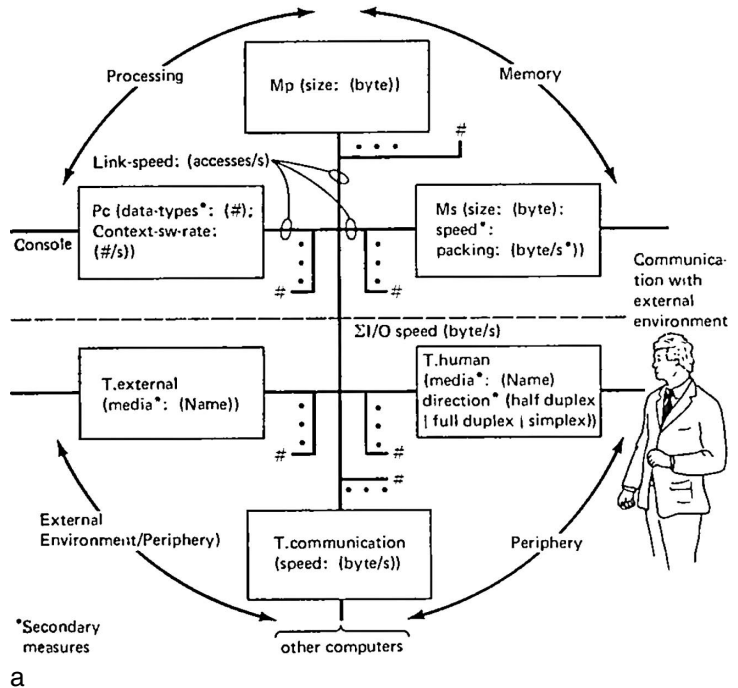 Processing
Memory
Mp (size: (byte))
• • • #
Link-speed: (accesses/s)
Pc (data-types*: (#);
Context-sw-rate:
(#/s))
Console
#
#
Ms (size: (byte):
speed*:
packing: (byte/s*))
Communica-
tion with
external
environment
ΣI/O speed (byte/s)
T.external
(media*: (Name))
#
#
#
T.human
(media*: (Name)
direction* (half duplex
| full duplex | simplex))
External
Environment/Periphery)
Periphery
T.communication
(speed: (byte/s))
*Secondary
measures
other computers
a